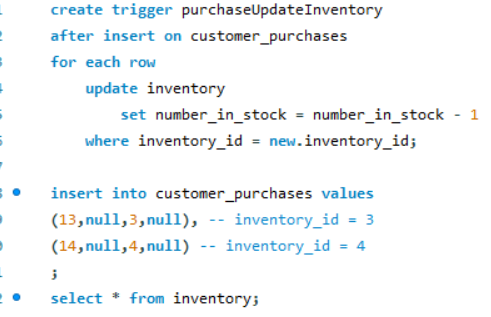 create trigger purchaseUpdateInventory
after insert on customer_purchases
for each row
update inventory
set number_in_stock = number_in_stock - 1
where inventory_id = new.inventory_id;
insert into customer_purchases values
(13,null,3,null), -- inventory_id = 3
(14,null,4,null) -- inventory_id = 4
;
select * from inventory;